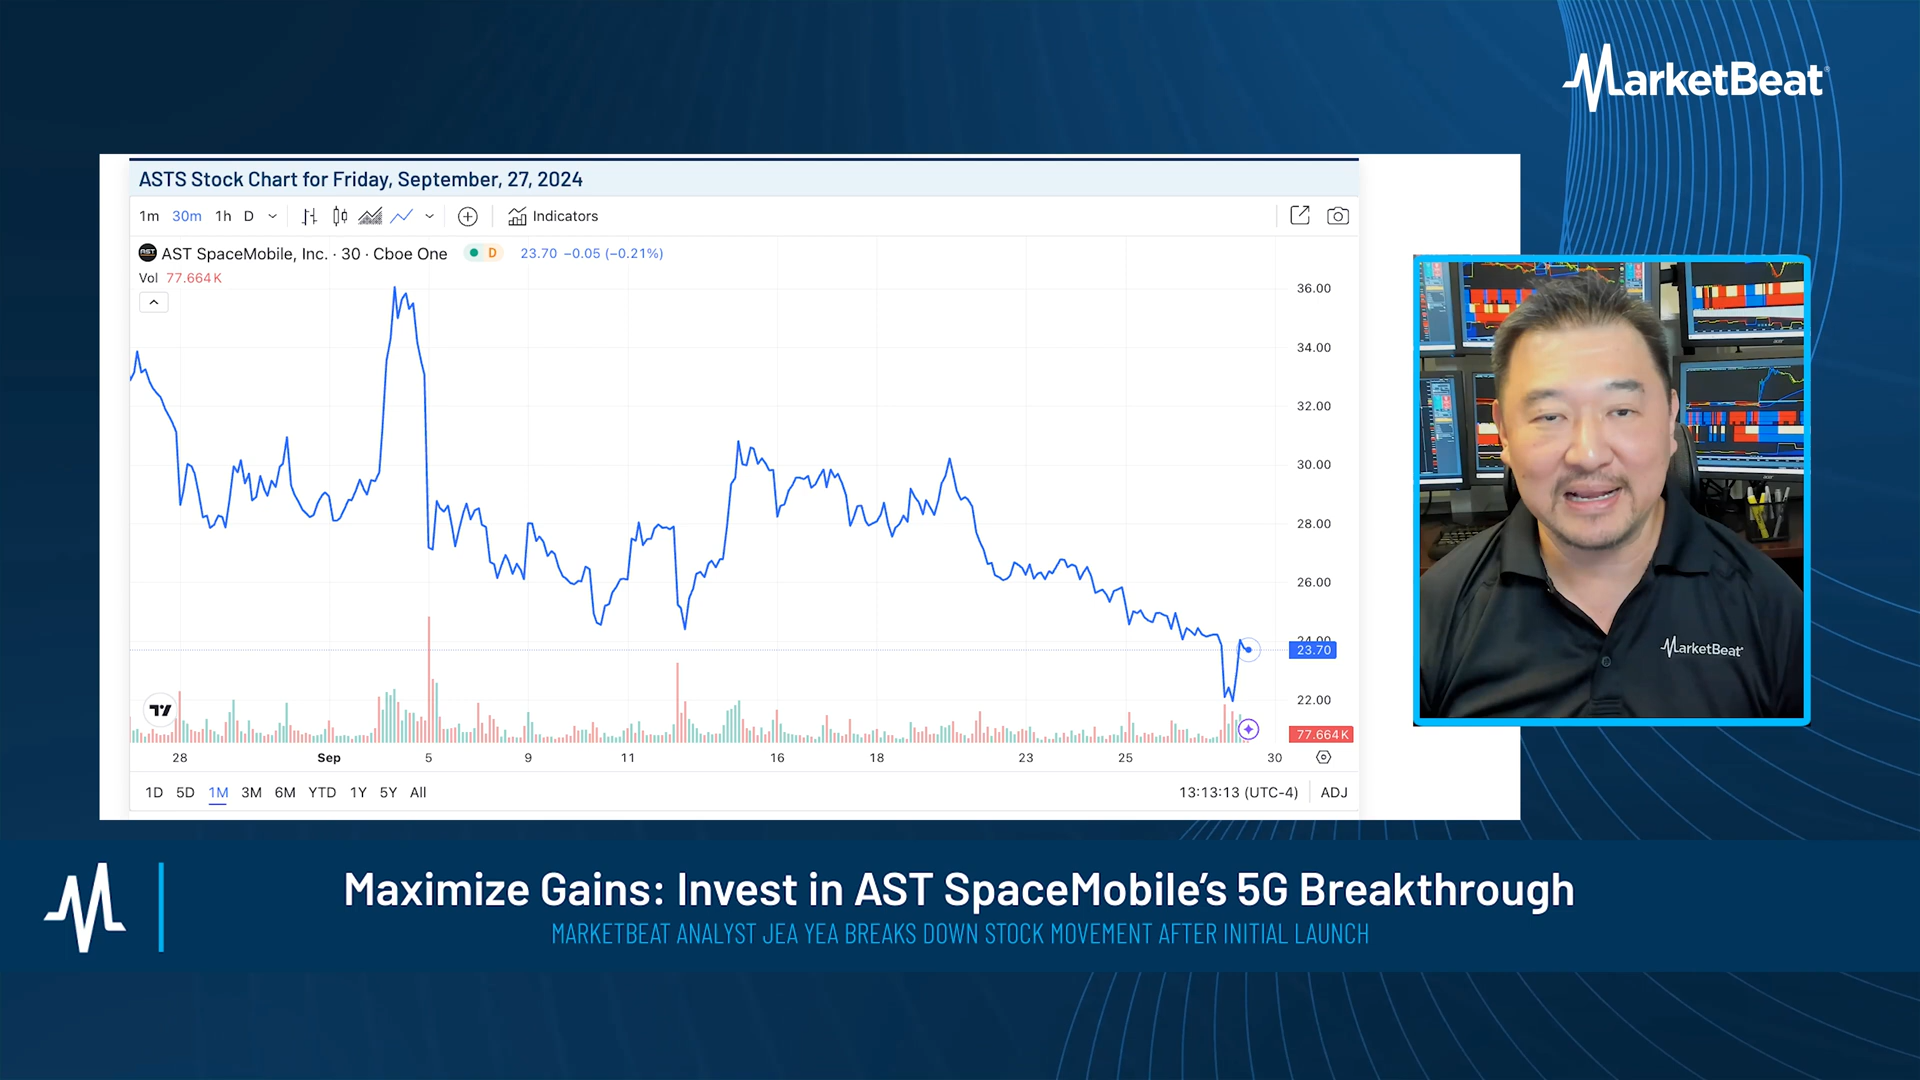 MarketBeat®
ASTS Stock Chart for Friday, September, 27, 2024
1m 30m 1h D Indicators
AST SpaceMobile, Inc. · 30 · Cboe One D 23.70 −0.05 (−0.21%)
Vol 77.664K
36.00
34.00
32.00
30.00
28.00
26.00
24.00
23.70
22.00
77.664K
28 Sep 5 9 11 16 18 23 25 30
1D 5D 1M 3M 6M YTD 1Y 5Y All 13:13:13 (UTC-4) ADJ
MarketBeat
Maximize Gains: Invest in AST SpaceMobile’s 5G Breakthrough
MARKETBEAT ANALYST JEA YEA BREAKS DOWN STOCK MOVEMENT AFTER INITIAL LAUNCH